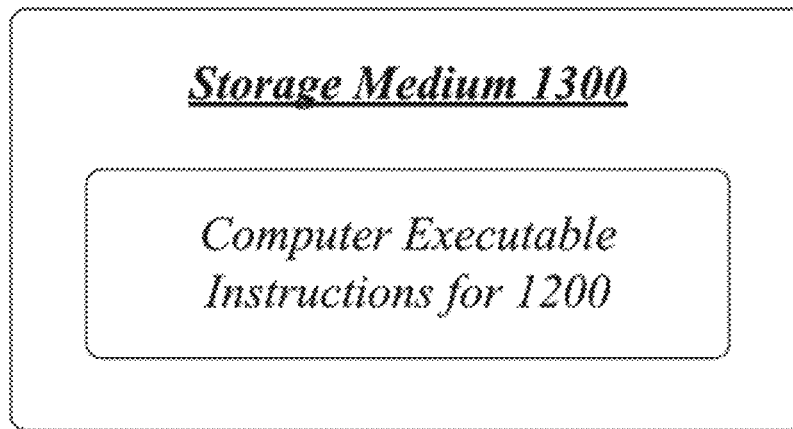 Storage Medium 1300
Computer Executable
Instructions for 1200